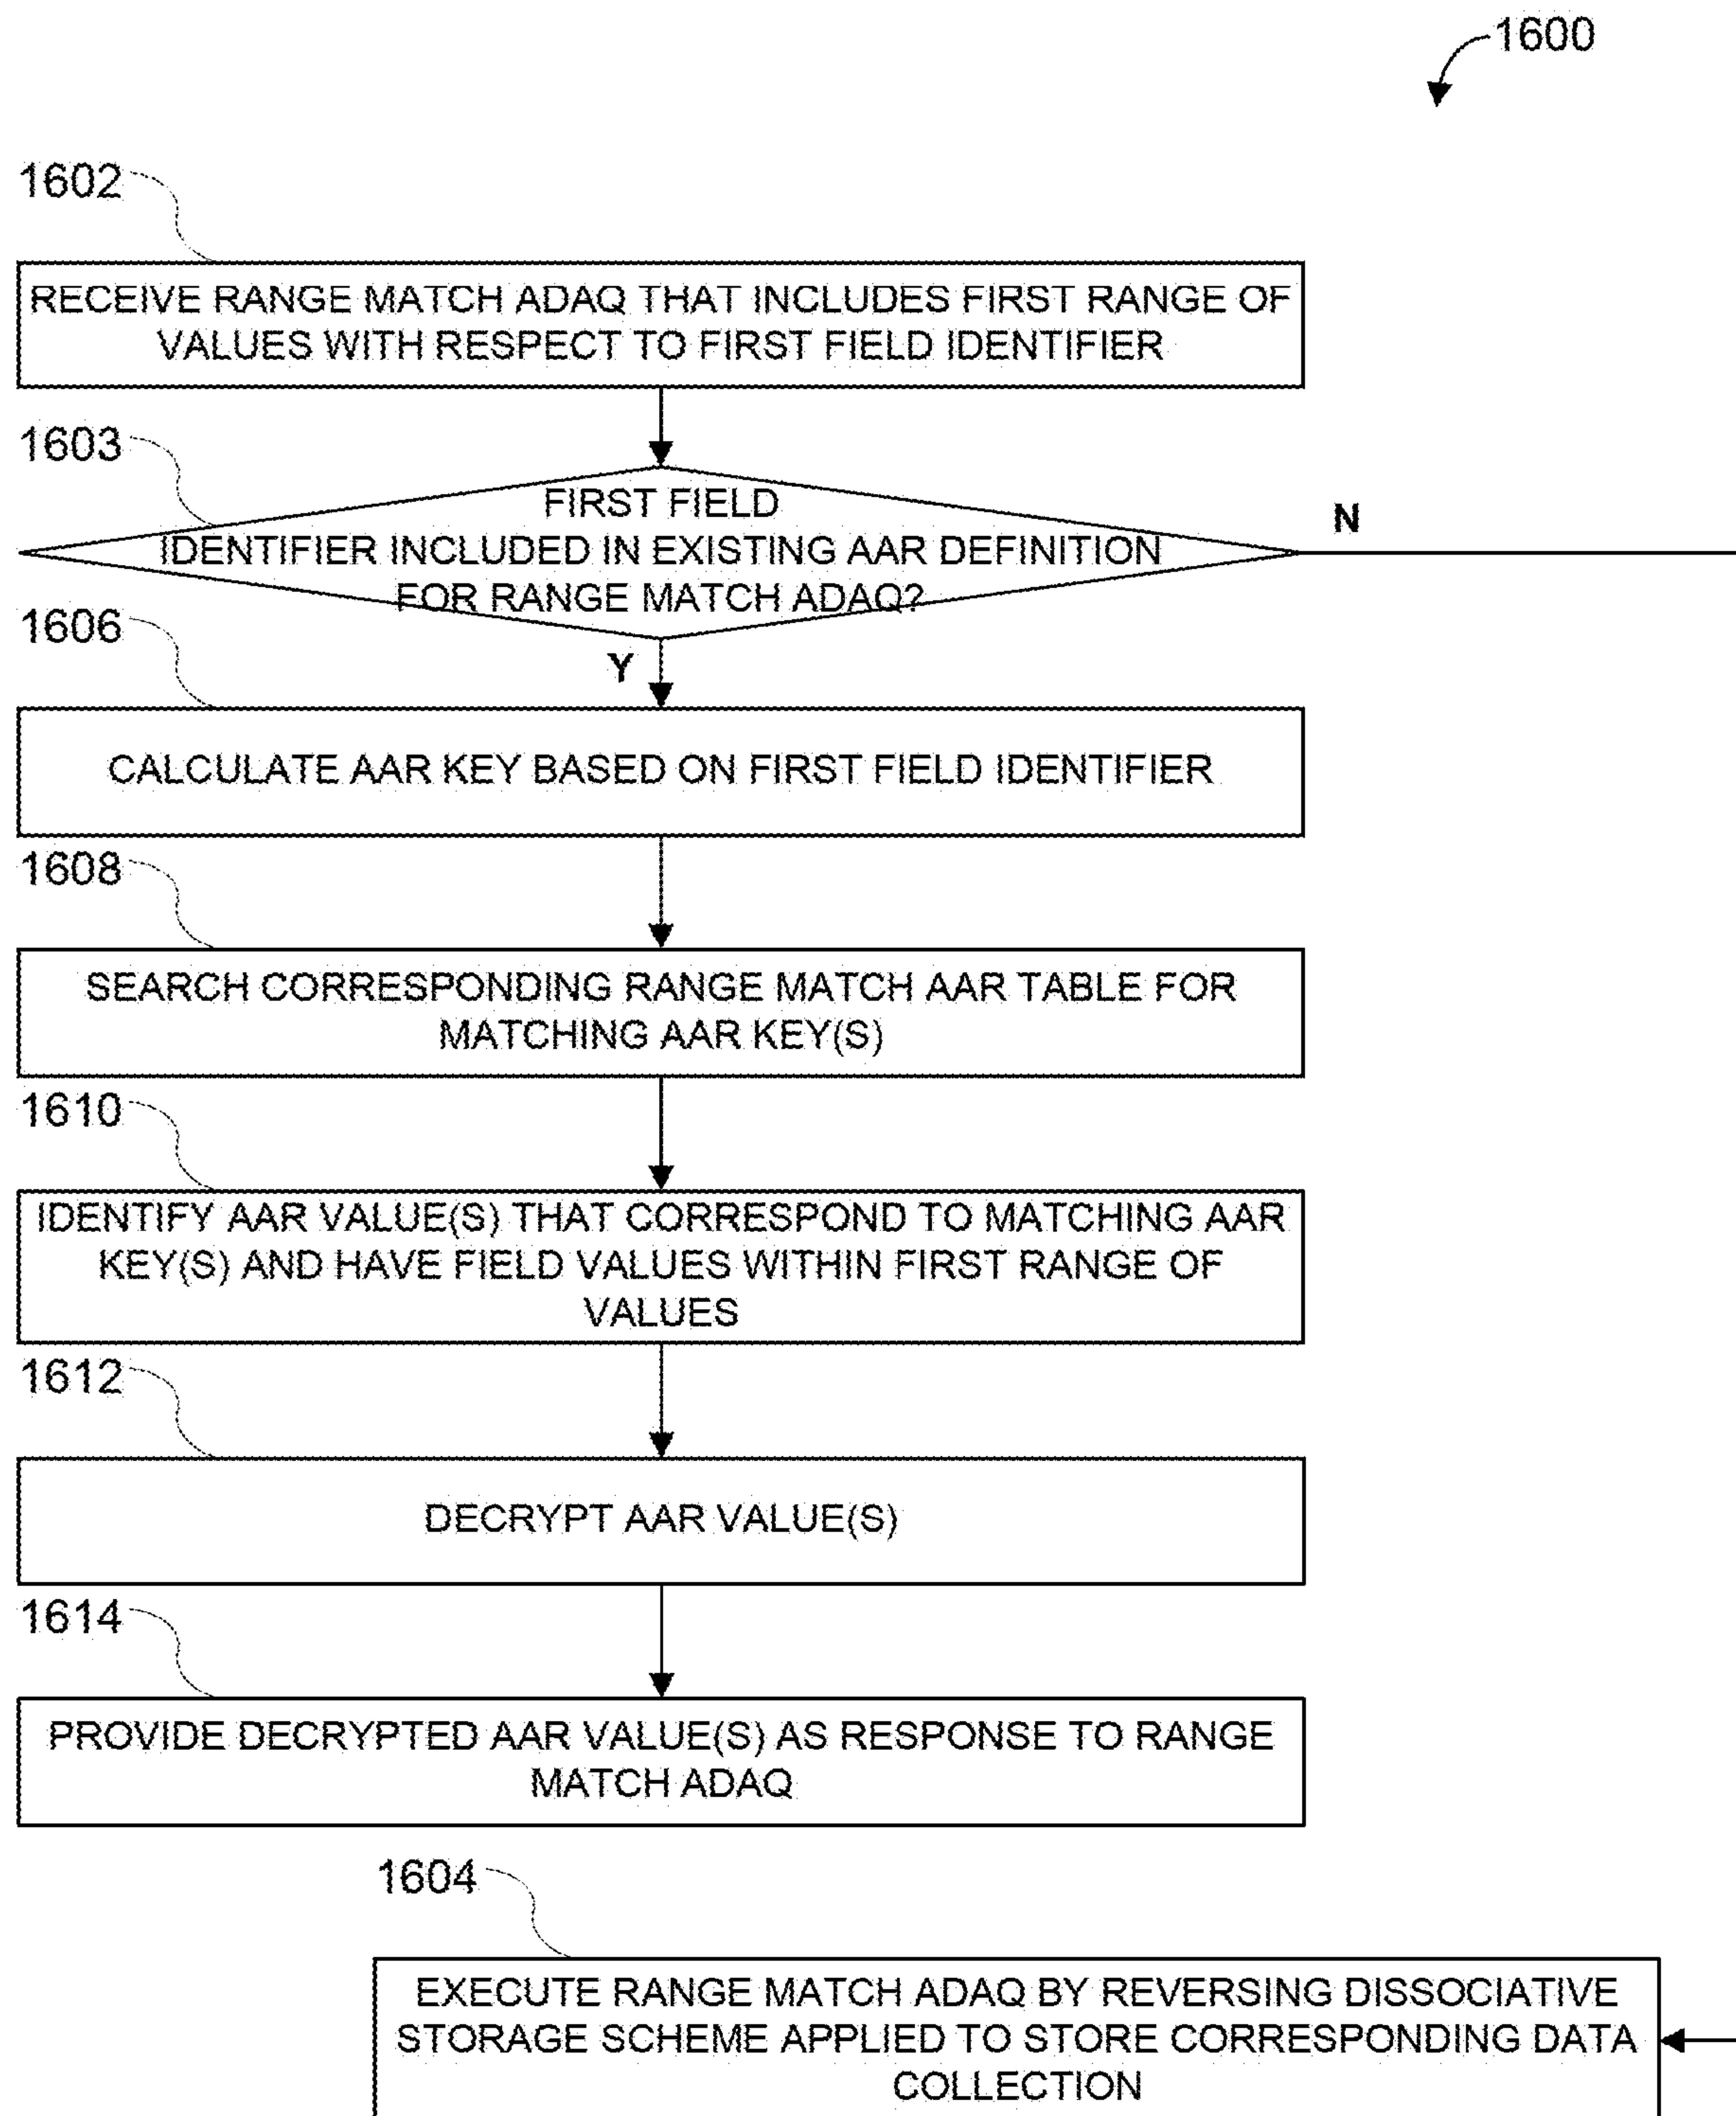 1600
1602
RECEIVE RANGE MATCH ADAQ THAT INCLUDES FIRST RANGE OF
VALUES WITH RESPECT TO FIRST FIELD IDENTIFIER
1603
FIRST FIELD
IDENTIFIER INCLUDED IN EXISTING AAR DEFINITION
FOR RANGE MATCH ADAQ?
N
1606
Y
CALCULATE AAR KEY BASED ON FIRST FIELD IDENTIFIER
1608
SEARCH CORRESPONDING RANGE MATCH AAR TABLE FOR
MATCHING AAR KEY(S)
1610
IDENTIFY AAR VALUE(S) THAT CORRESPOND TO MATCHING AAR
KEY(S) AND HAVE FIELD VALUES WITHIN FIRST RANGE OF
VALUES
1612
DECRYPT AAR VALUE(S)
1614
PROVIDE DECRYPTED AAR VALUE(S) AS RESPONSE TO RANGE
MATCH ADAQ
1604
EXECUTE RANGE MATCH ADAQ BY REVERSING DISSOCIATIVE
STORAGE SCHEME APPLIED TO STORE CORRESPONDING DATA
COLLECTION